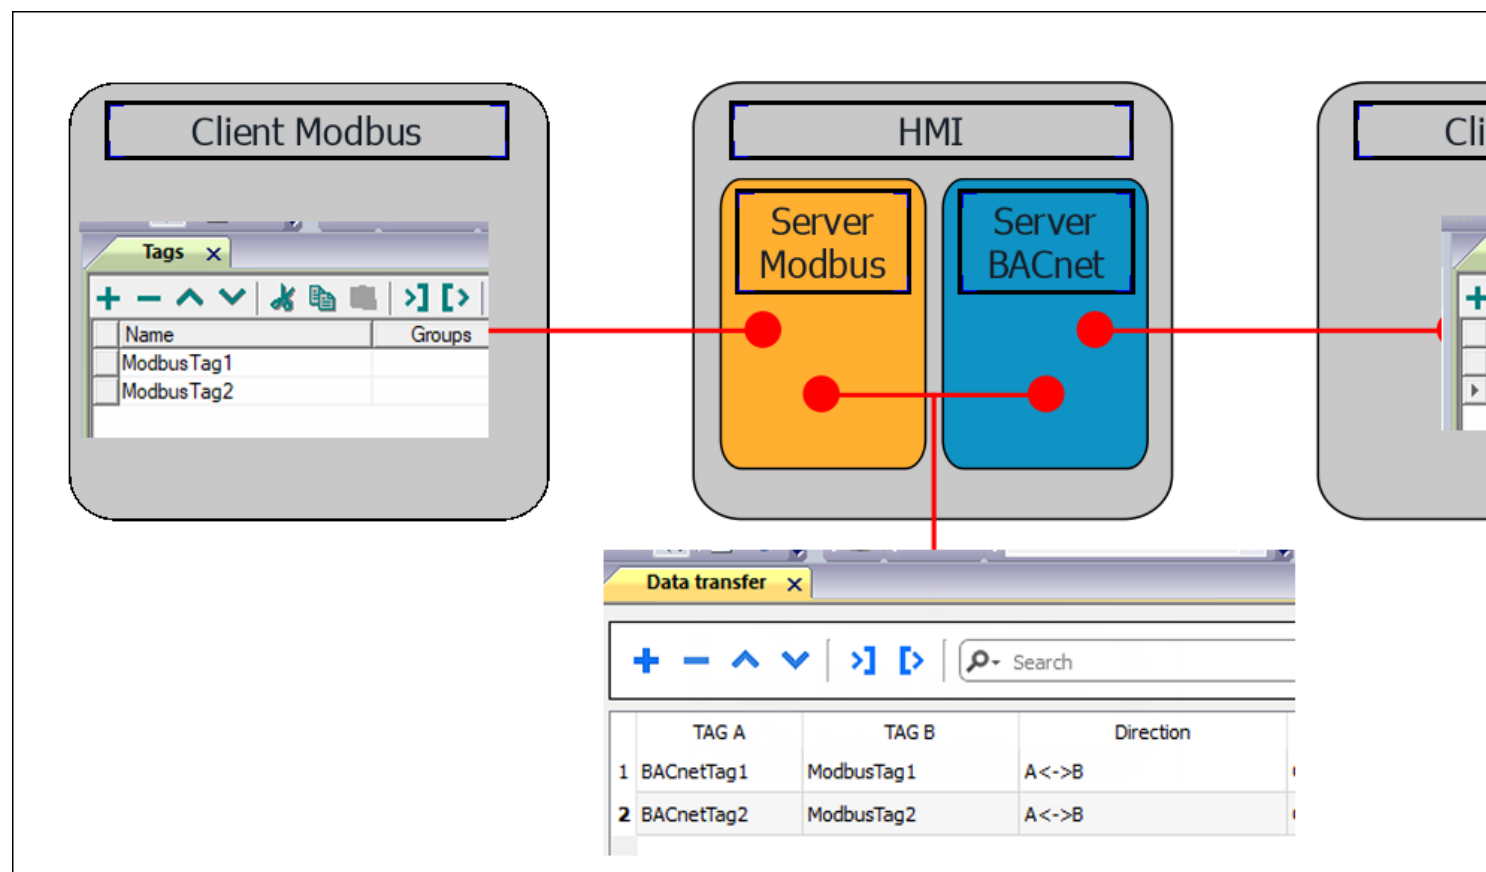 Client Modbus
HMI
Cli
Server
Modbus
Server
BACnet
Tags
Name Groups
ModbusTag1
ModbusTag2
Data transfer
Search
TAG A TAG B Direction
1 BACnetTag1 ModbusTag1 A<->B
2 BACnetTag2 ModbusTag2 A<->B